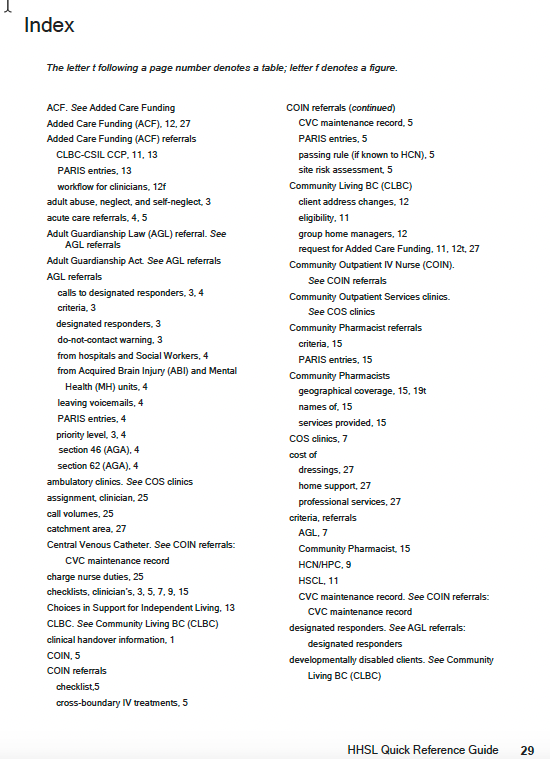 Index
The letter t following a page number denotes a table; letter f denotes a figure.
ACF. See Added Care Funding
Added Care Funding (ACF), 12, 27
Added Care Funding (ACF) referrals
CLBC-CSIL CCP, 11, 13
PARIS entries, 13
workflow for clinicians, 12f
adult abuse, neglect, and self-neglect, 3
acute care referrals, 4, 5
Adult Guardianship Law (AGL) referral. See
AGL referrals
Adult Guardianship Act. See AGL referrals
AGL referrals
calls to designated responders, 3, 4
criteria, 3
designated responders, 3
do-not-contact warning, 3
from hospitals and Social Workers, 4
from Acquired Brain Injury (ABI) and Mental
Health (MH) units, 4
leaving voicemails, 4
PARIS entries, 4
priority level, 3, 4
section 46 (AGA), 4
section 62 (AGA), 4
ambulatory clinics. See COS clinics
assignment, clinician, 25
call volumes, 25
catchment area, 27
Central Venous Catheter. See COIN referrals:
CVC maintenance record
charge nurse duties, 25
checklists, clinician's, 3, 5, 7, 9, 15
Choices in Support for Independent Living, 13
CLBC. See Community Living BC (CLBC)
clinical handover information, 1
COIN, 5
COIN referrals
checklist,5
cross-boundary IV treatments, 5
COIN referrals (continued)
CVC maintenance record, 5
PARIS entries, 5
passing rule (if known to HCN), 5
site risk assessment, 5
Community Living BC (CLBC)
client address changes, 12
eligibility, 11
group home managers, 12
request for Added Care Funding, 11, 12t, 27
Community Outpatient IV Nurse (COIN).
See COIN referrals
Community Outpatient Services clinics.
See COS clinics
Community Pharmacist referrals
criteria, 15
PARIS entries, 15
Community Pharmacists
geographical coverage, 15, 19t
names of, 15
services provided, 15
COS clinics, 7
cost of
dressings, 27
home support, 27
professional services, 27
criteria, referrals
AGL, 7
Community Pharmacist, 15
HCN/HPC, 9
HSCL, 11
CVC maintenance record. See COIN referrals:
CVC maintenance record
designated responders. See AGL referrals:
designated responders
developmentally disabled clients. See Community
Living BC (CLBC)
HHSL Quick Reference Guide 29